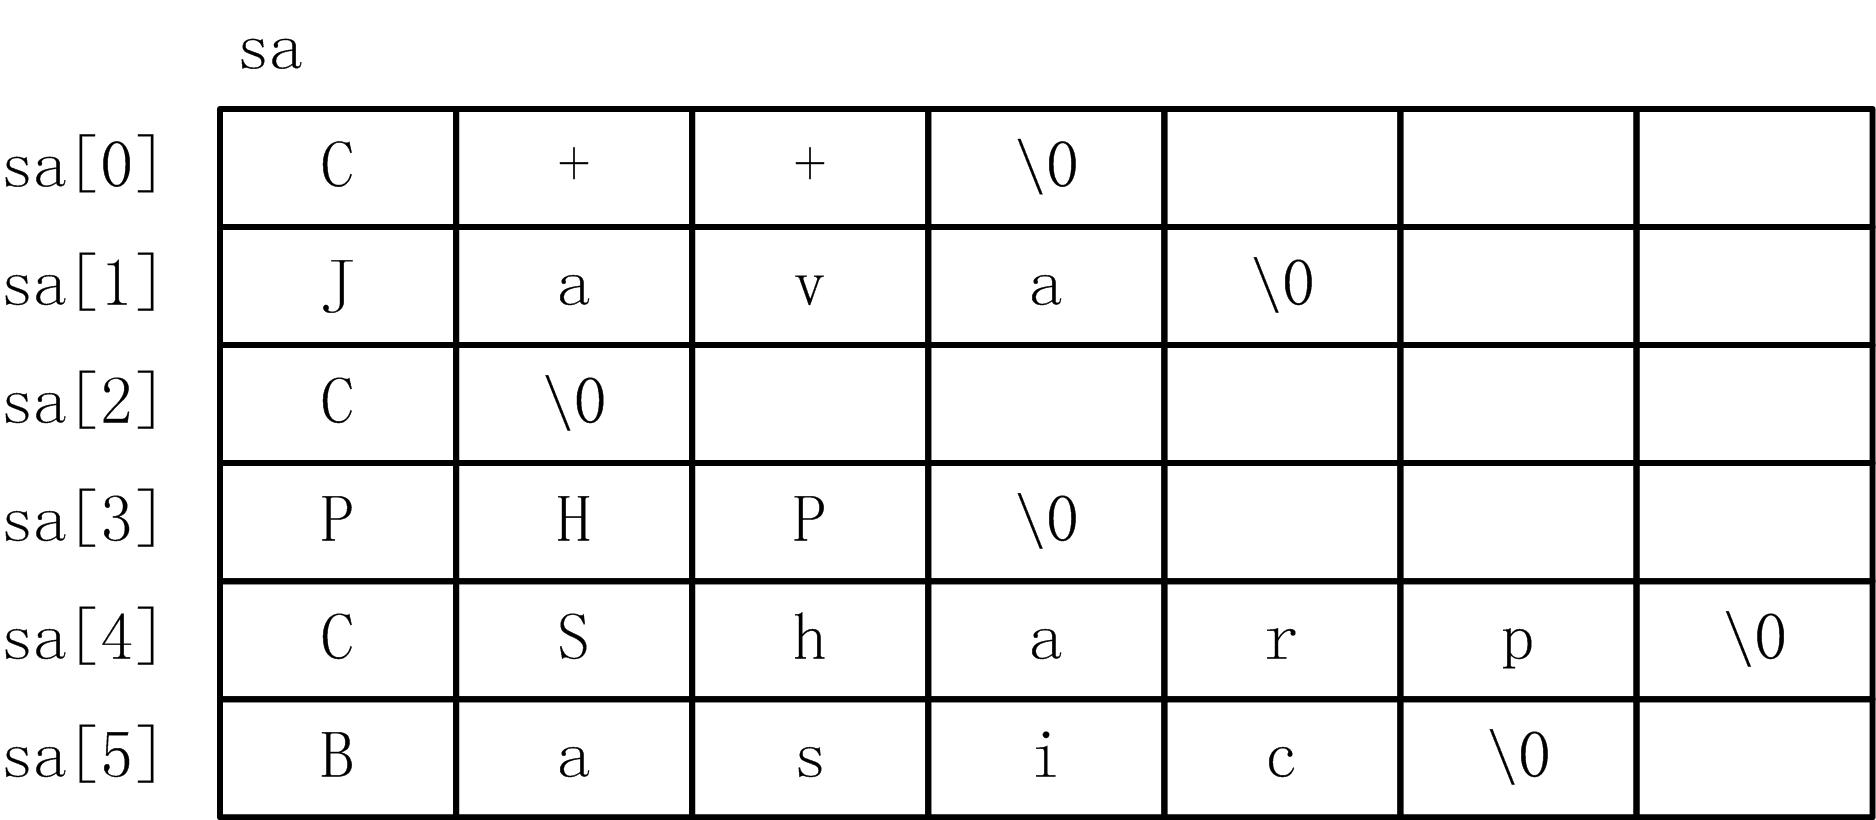 sa
sa[0] C + + \0
sa[1] J a v a \0
sa[2] C \0
sa[3] P H P \0
sa[4] C S h a r p \0
sa[5] B a s i c \0